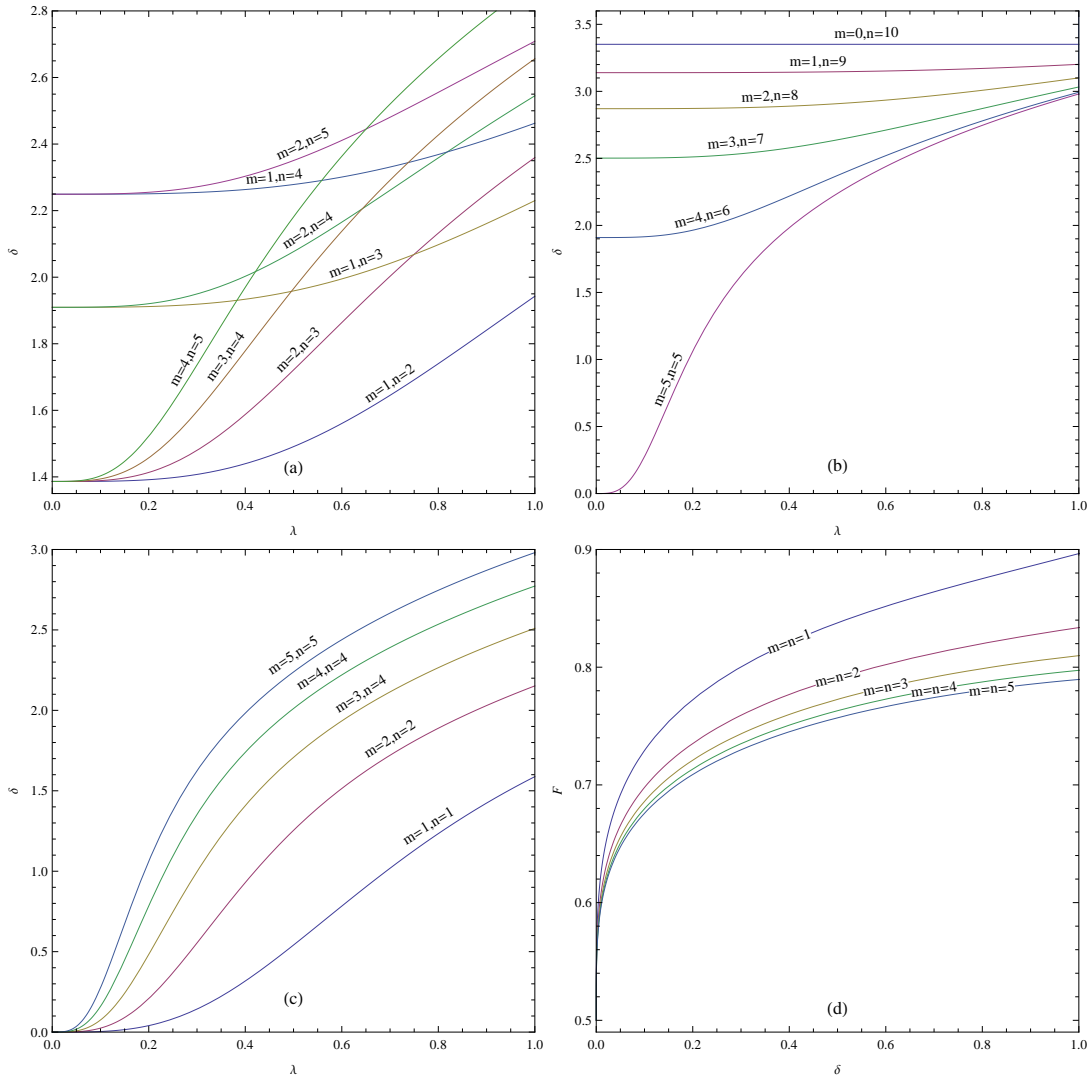 2.8
2.6
2.4
2.2
2.0
1.8
1.6
1.4
δ
m=2,n=5
m=1,n=4
m=2,n=4
m=1,n=3
m=4,n=5
m=3,n=4
m=2,n=3
m=1,n=2
(a)
0.0 0.2 0.4 0.6 0.8 1.0
λ
3.5
3.0
2.5
2.0
1.5
1.0
0.5
0.0
δ
m=0,n=10
m=1,n=9
m=2,n=8
m=3,n=7
m=4,n=6
m=5,n=5
(b)
0.0 0.2 0.4 0.6 0.8 1.0
λ
3.0
2.5
2.0
1.5
1.0
0.5
0.0
δ
m=5,n=5
m=4,n=4
m=3,n=4
m=2,n=2
m=1,n=1
(c)
0.0 0.2 0.4 0.6 0.8 1.0
λ
0.9
0.8
0.7
0.6
0.5
F
m=n=1
m=n=2
m=n=3
m=n=4
m=n=5
(d)
0.0 0.2 0.4 0.6 0.8 1.0
δ